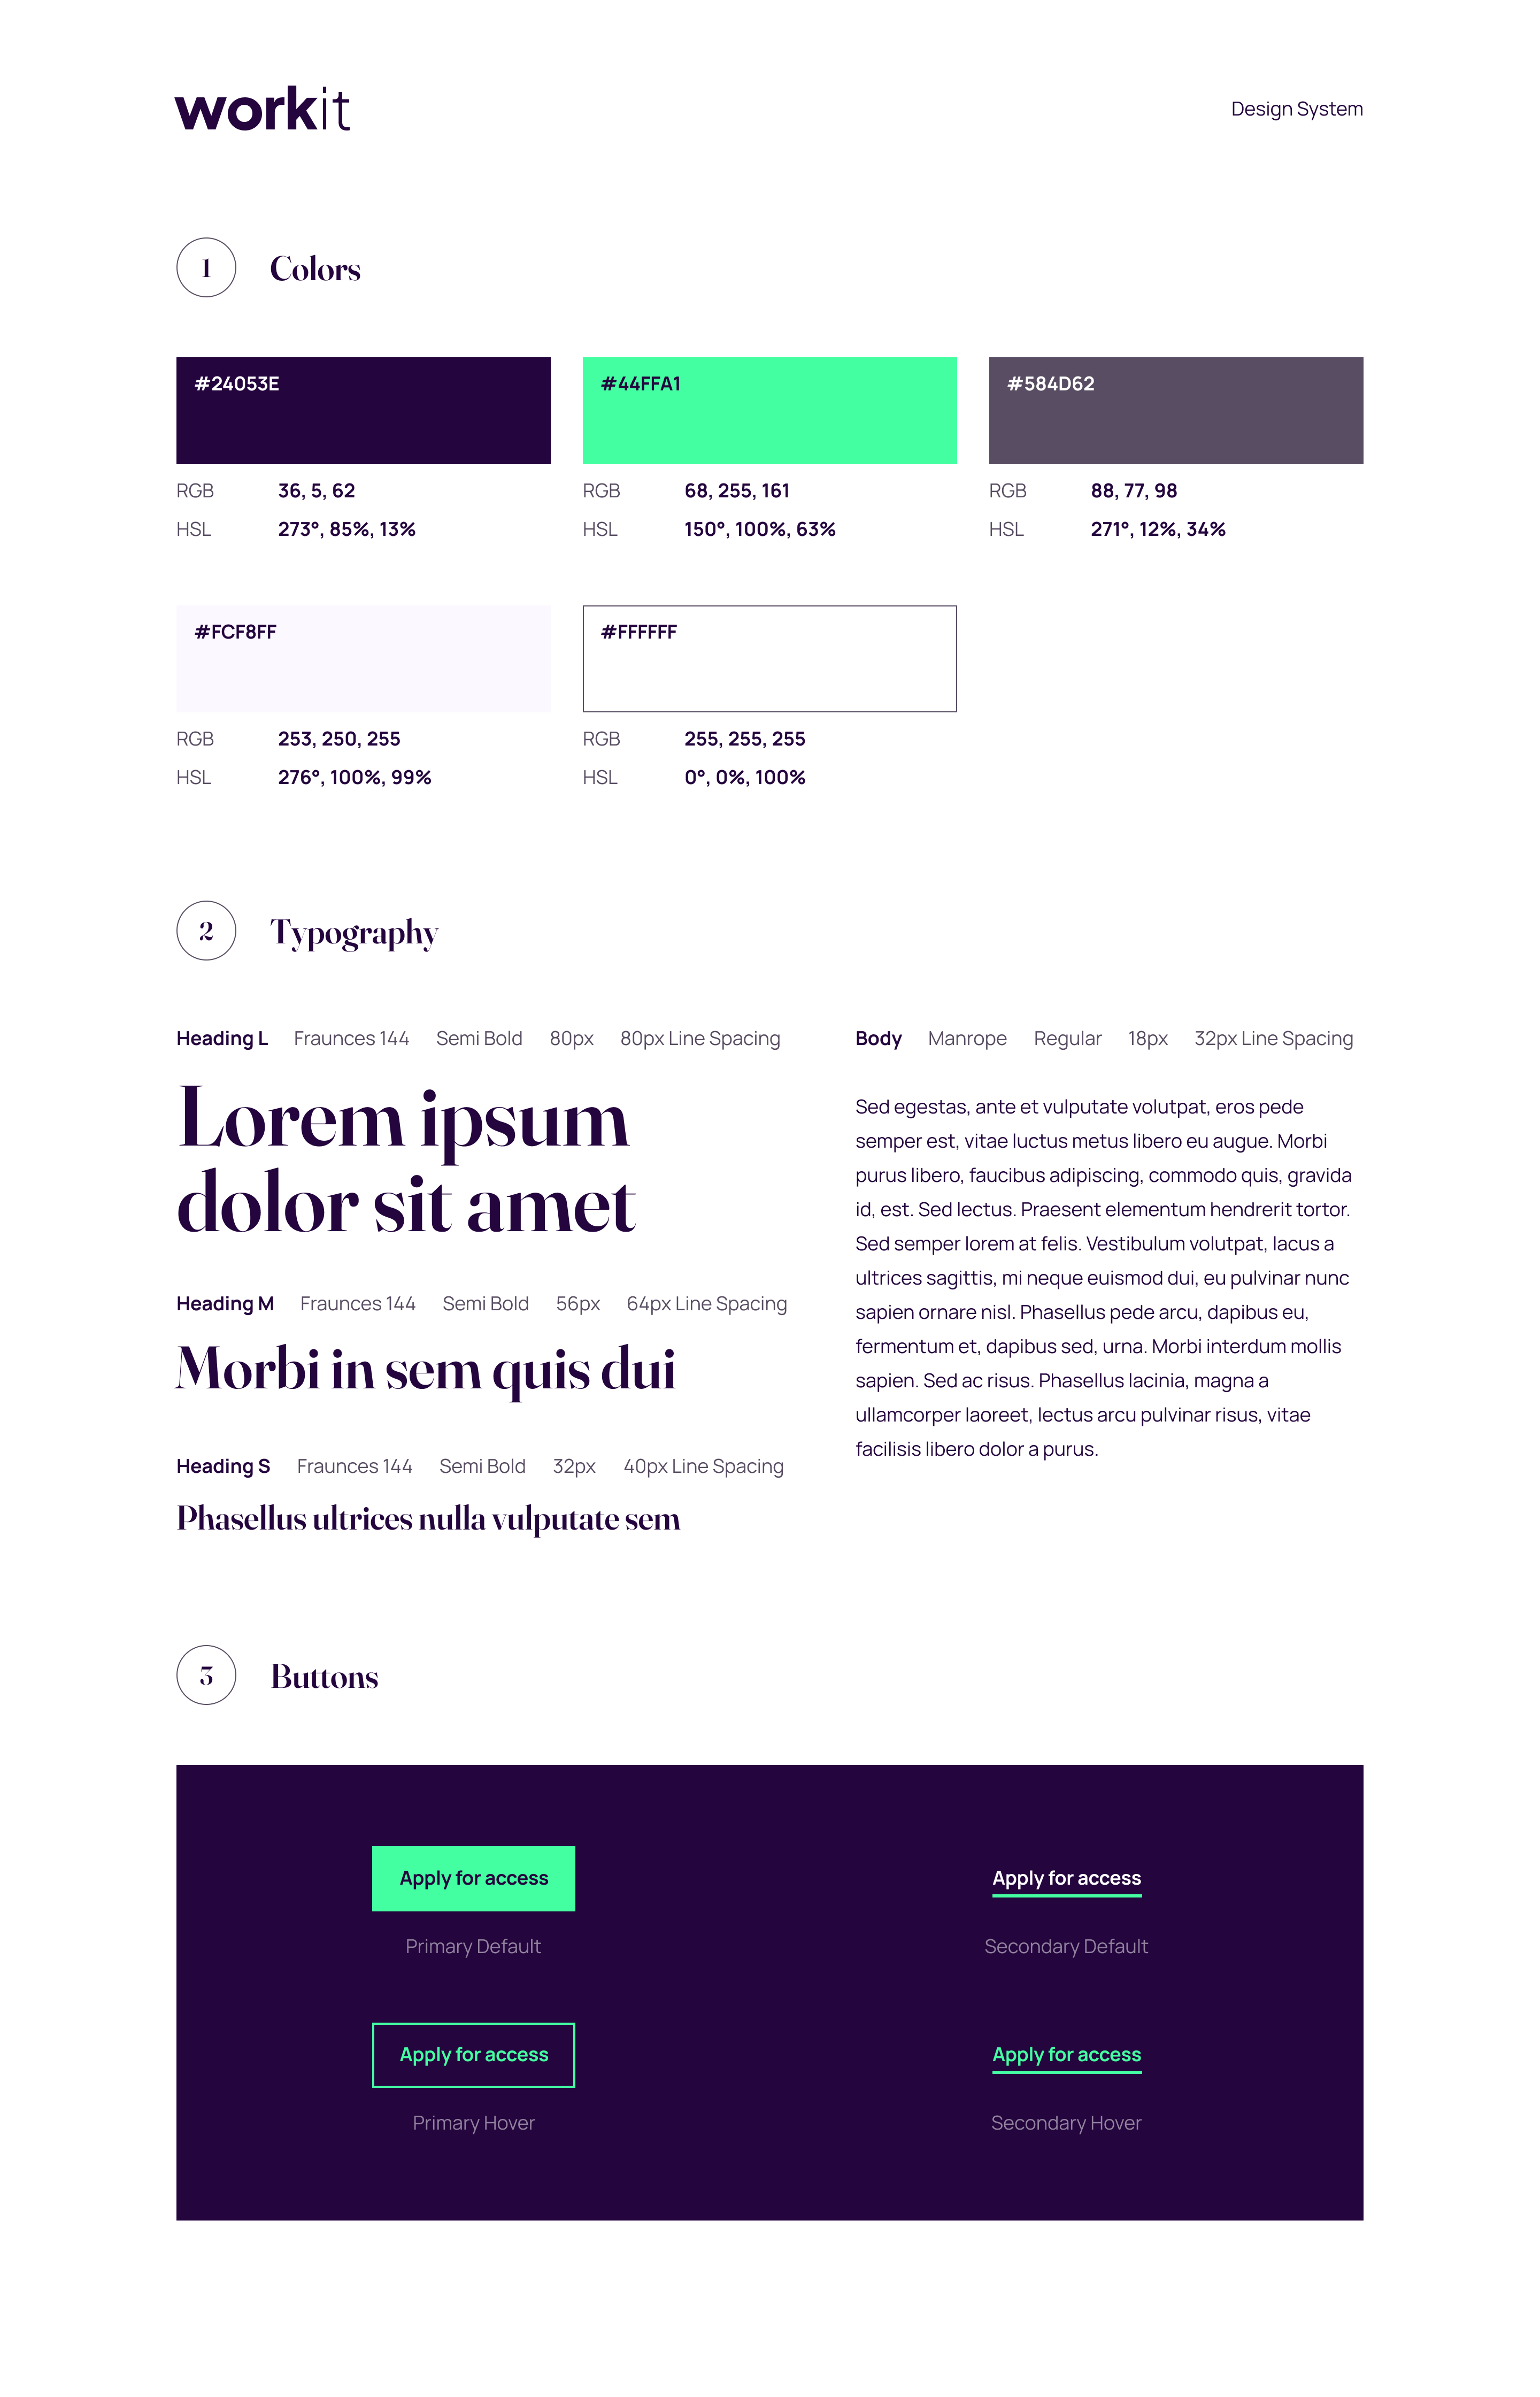 workit
Design System
1 Colors
#24053E
RGB 36, 5, 62
HSL 273°, 85%, 13%
#44FFA1
RGB 68, 255, 161
HSL 150°, 100%, 63%
#584D62
RGB 88, 77, 98
HSL 271°, 12%, 34%
#FCF8FF
RGB 253, 250, 255
HSL 276°, 100%, 99%
#FFFFFF
RGB 255, 255, 255
HSL 0°, 0%, 100%
2 Typography
Heading L Fraunces 144 Semi Bold 80px 80px Line Spacing
Lorem ipsum
dolor sit amet
Heading M Fraunces 144 Semi Bold 56px 64px Line Spacing
Morbi in sem quis dui
Heading S Fraunces 144 Semi Bold 32px 40px Line Spacing
Phasellus ultrices nulla vulputate sem
Body Manrope Regular 18px 32px Line Spacing
Sed egestas, ante et vulputate volutpat, eros pede
semper est, vitae luctus metus libero eu augue. Morbi
purus libero, faucibus adipiscing, commodo quis, gravida
id, est. Sed lectus. Praesent elementum hendrerit tortor.
Sed semper lorem at felis. Vestibulum volutpat, lacus a
ultrices sagittis, mi neque euismod dui, eu pulvinar nunc
sapien ornare nisl. Phasellus pede arcu, dapibus eu,
fermentum et, dapibus sed, urna. Morbi interdum mollis
sapien. Sed ac risus. Phasellus lacinia, magna a
ullamcorper laoreet, lectus arcu pulvinar risus, vitae
facilisis libero dolor a purus.
3 Buttons
Apply for access
Primary Default
Apply for access
Secondary Default
Apply for access
Primary Hover
Apply for access
Secondary Hover